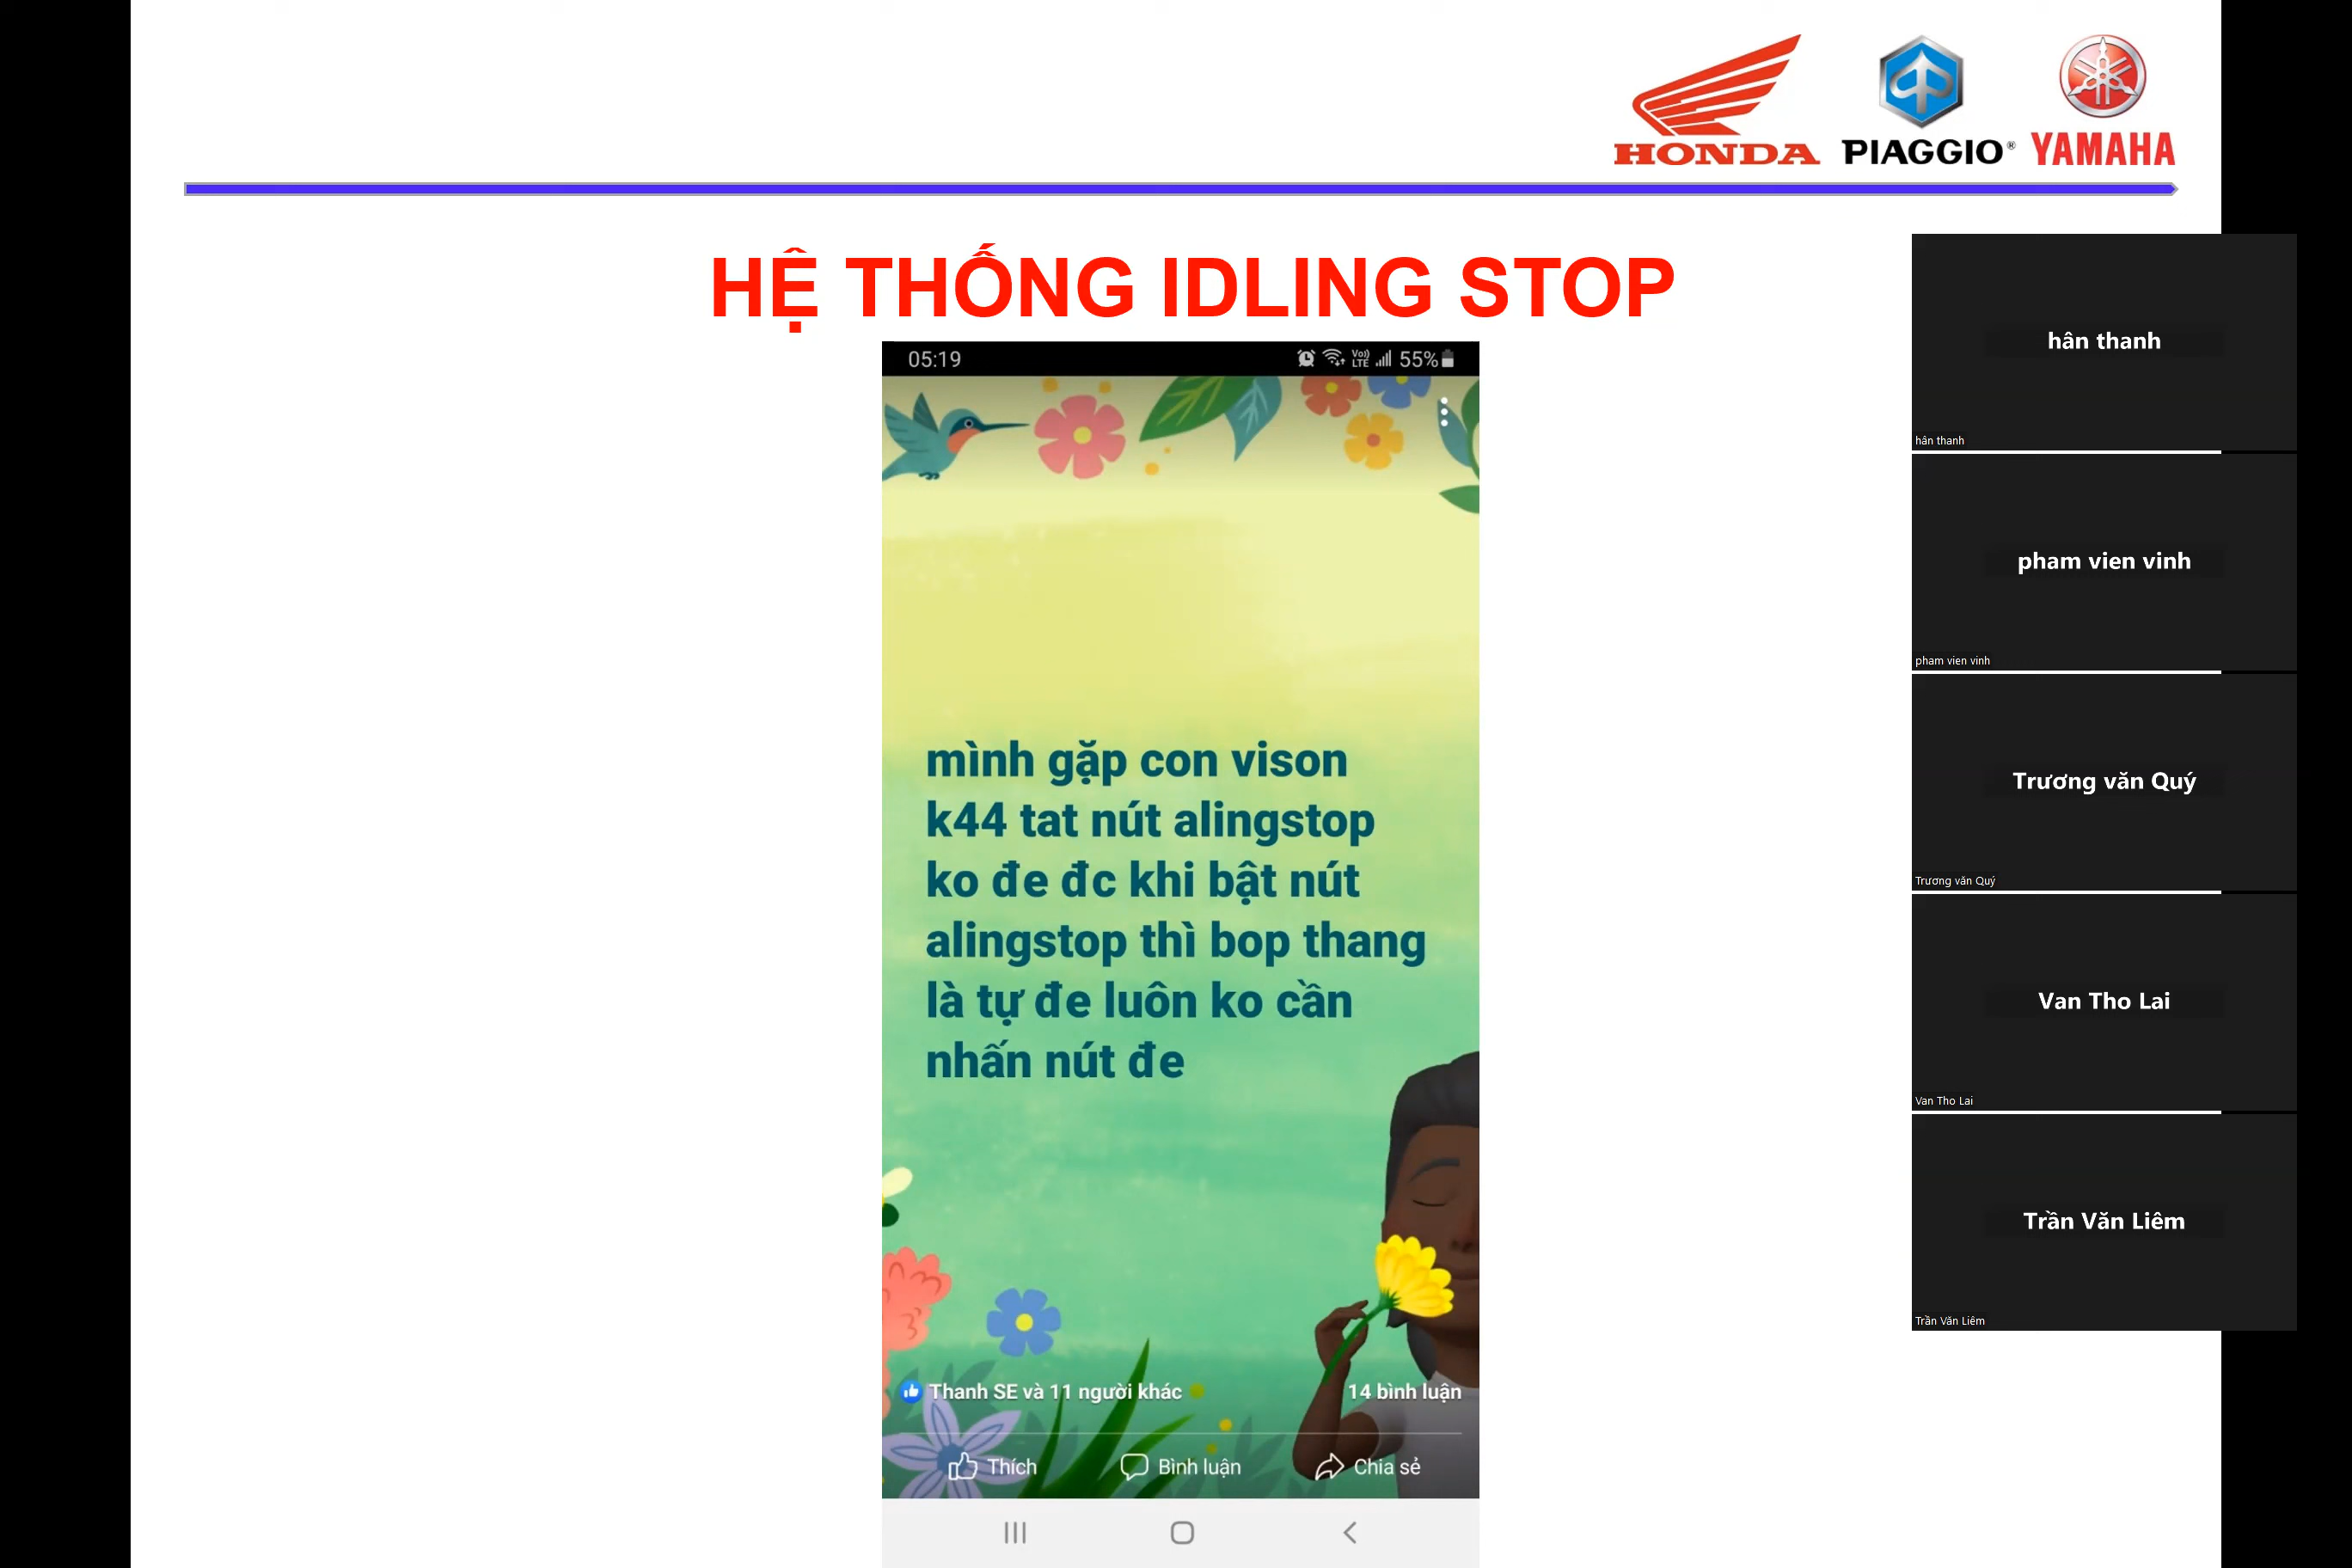 HONDA
PIAGGIO®
YAMAHA
HỆ THỐNG IDLING STOP
05:19
Vo)) LTE 55%
mình gặp con vison
k44 tat nút alingstop
ko đe đc khi bật nút
alingstop thì bop thang
là tự đe luôn ko cần
nhấn nút đe
Thanh SE và 11 người khác
14 bình luận
Thích
Bình luận
Chia sẻ
hân thanh
hân thanh
pham vien vinh
pham vien vinh
Trương văn Quý
Trương văn Quý
Van Tho Lai
Van Tho Lai
Trần Văn Liêm
Trần Văn Liêm